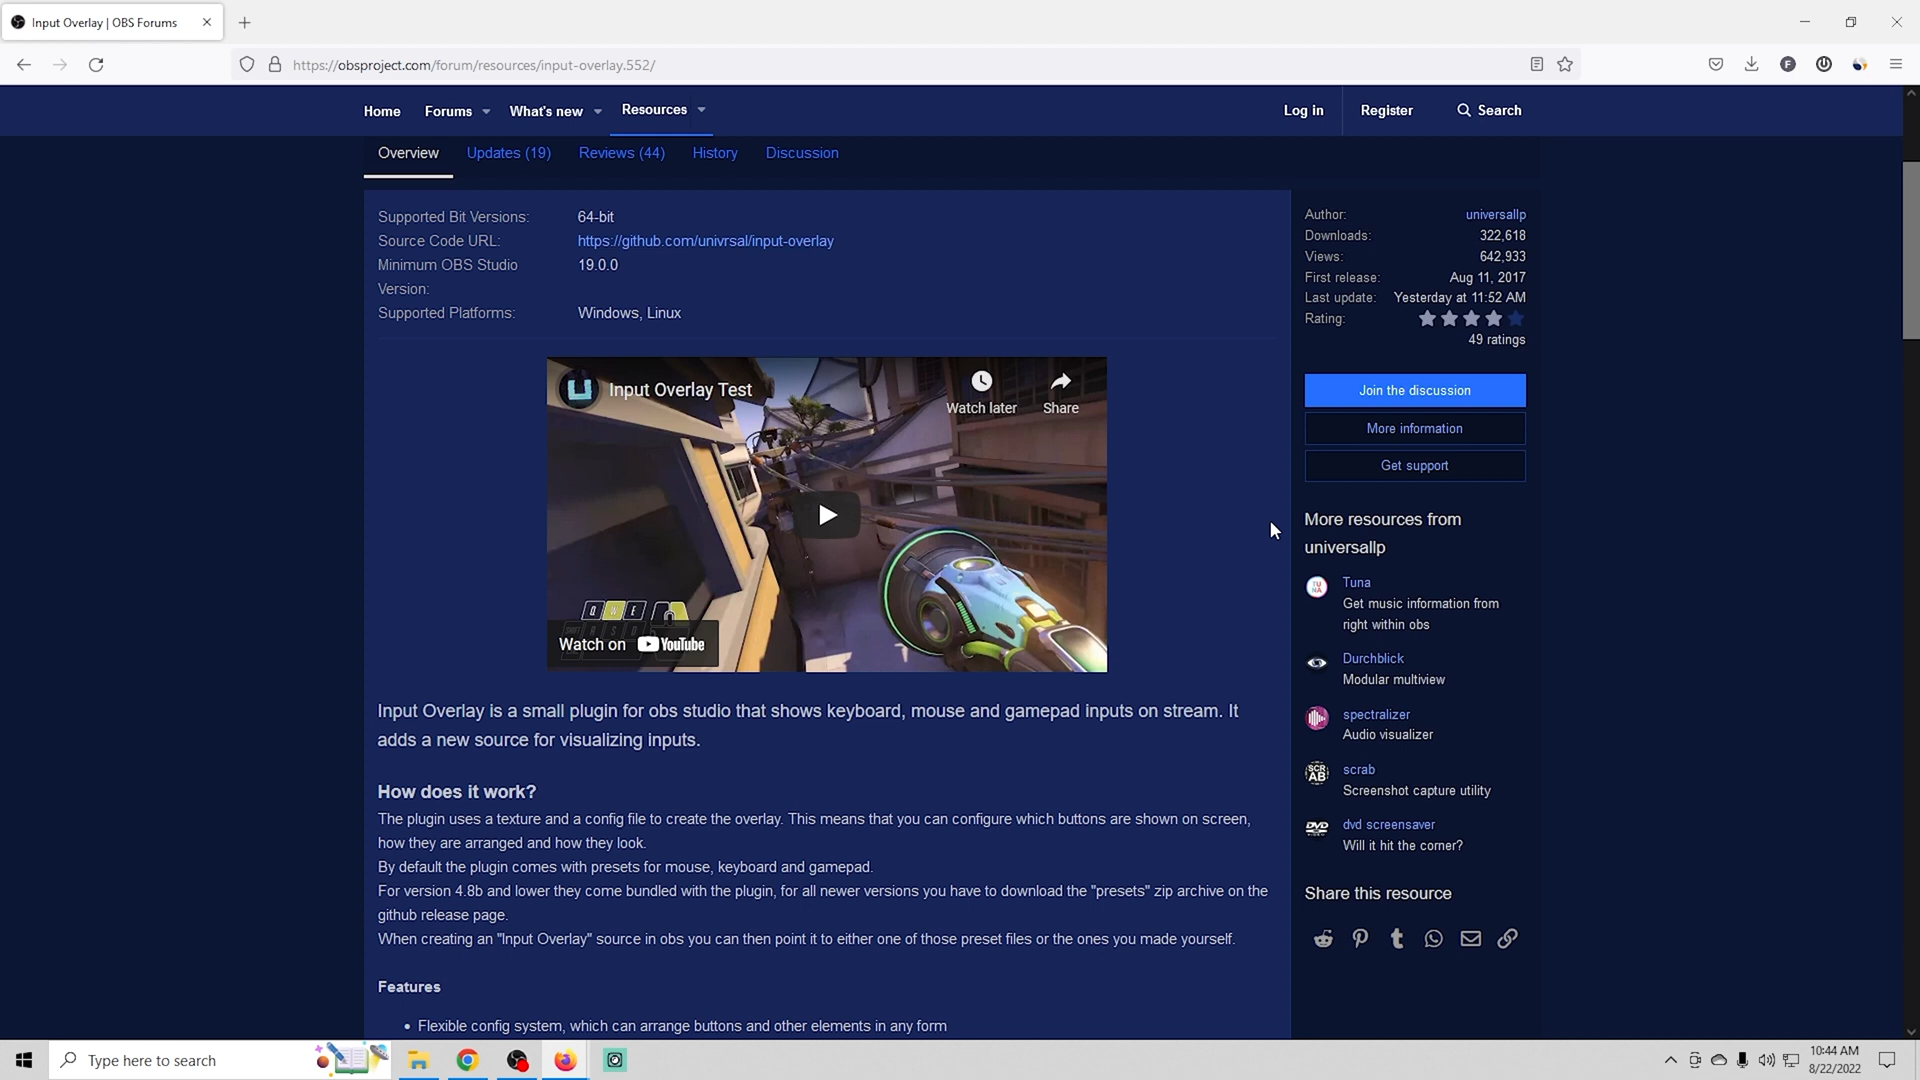 Input Overlay | OBS Forums
https://obsproject.com/forum/resources/input-overlay.552/
Home
Forums
What's new
Resources
Log in
Register
Search
Overview
Updates (19)
Reviews (44)
History
Discussion
Supported Bit Versions:
64-bit
Source Code URL:
https://github.com/univrsal/input-overlay
Minimum OBS Studio
Version:
19.0.0
Supported Platforms:
Windows, Linux
Input Overlay Test
Watch later
Share
Q W E
Watch on YouTube
Input Overlay is a small plugin for obs studio that shows keyboard, mouse and gamepad inputs on stream. It
adds a new source for visualizing inputs.
How does it work?
The plugin uses a texture and a config file to create the overlay. This means that you can configure which buttons are shown on screen,
how they are arranged and how they look.
By default the plugin comes with presets for mouse, keyboard and gamepad.
For version 4.8b and lower they come bundled with the plugin, for all newer versions you have to download the "presets" zip archive on the
github release page.
When creating an "Input Overlay" source in obs you can then point it to either one of those preset files or the ones you made yourself.
Features
• Flexible config system, which can arrange buttons and other elements in any form
Author: universallp
Downloads: 322,618
Views: 642,933
First release: Aug 11, 2017
Last update: Yesterday at 11:52 AM
Rating:
49 ratings
Join the discussion
More information
Get support
More resources from
universallp
TUNA
Tuna
Get music information from
right within obs
Durchblick
Modular multiview
spectralizer
Audio visualizer
SCRAB
scrab
Screenshot capture utility
DVD
dvd screensaver
Will it hit the corner?
Share this resource
Type here to search
10:44 AM
8/22/2022